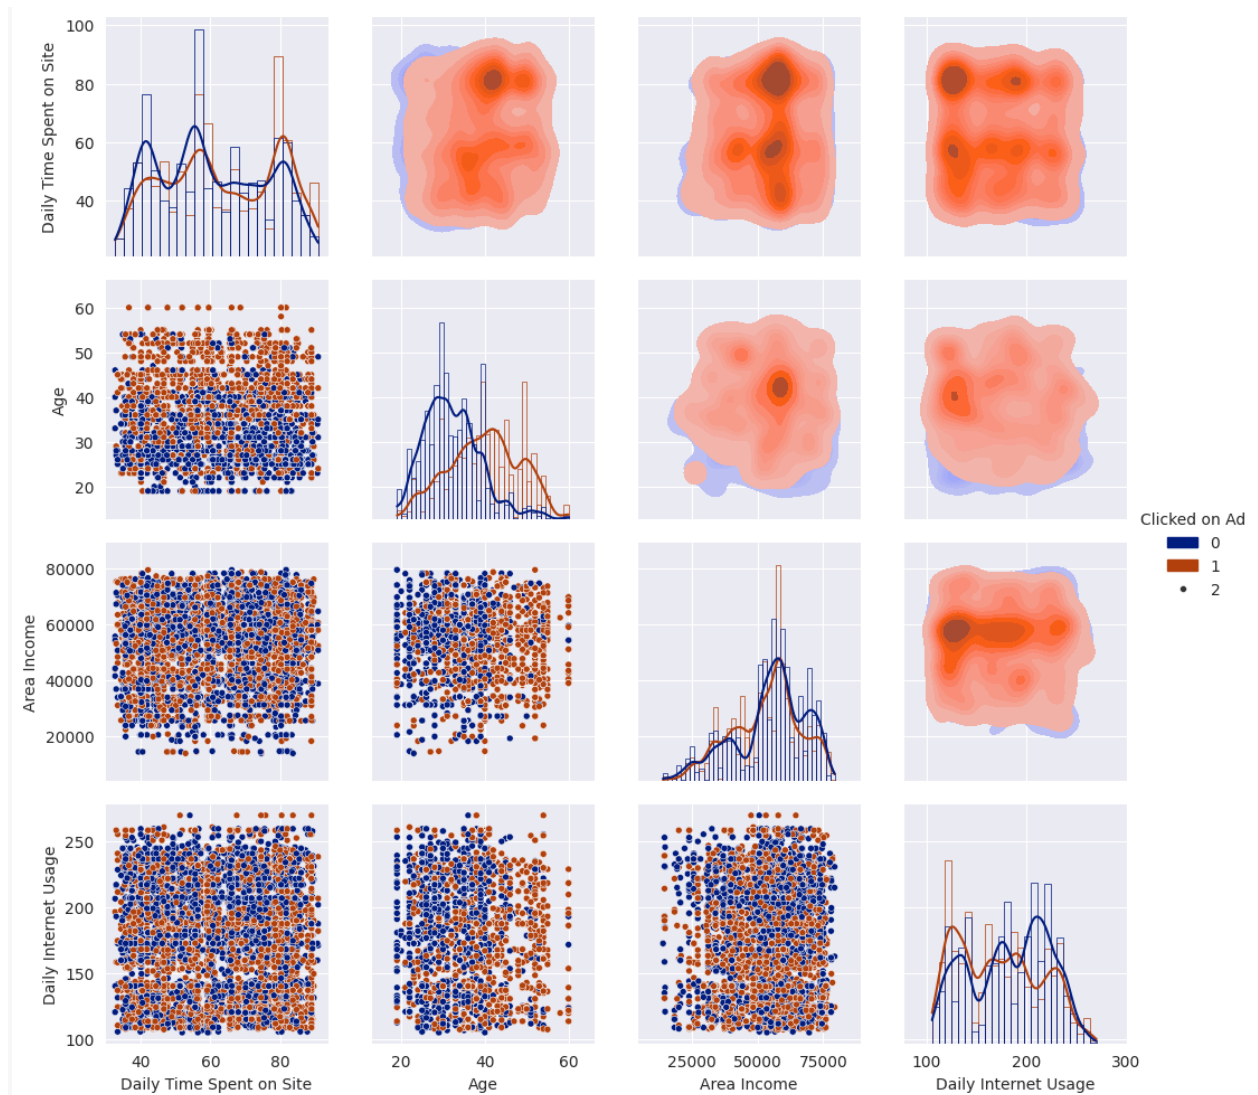 Daily Time Spent on Site
100
80
60
40
Age
60
50
40
30
20
Clicked on Ad
0
1
2
Area Income
80000
60000
40000
20000
Daily Internet Usage
250
200
150
100
40 60 80
20 40 60
25000 50000 75000
100 200 300
Daily Time Spent on Site
Age
Area Income
Daily Internet Usage